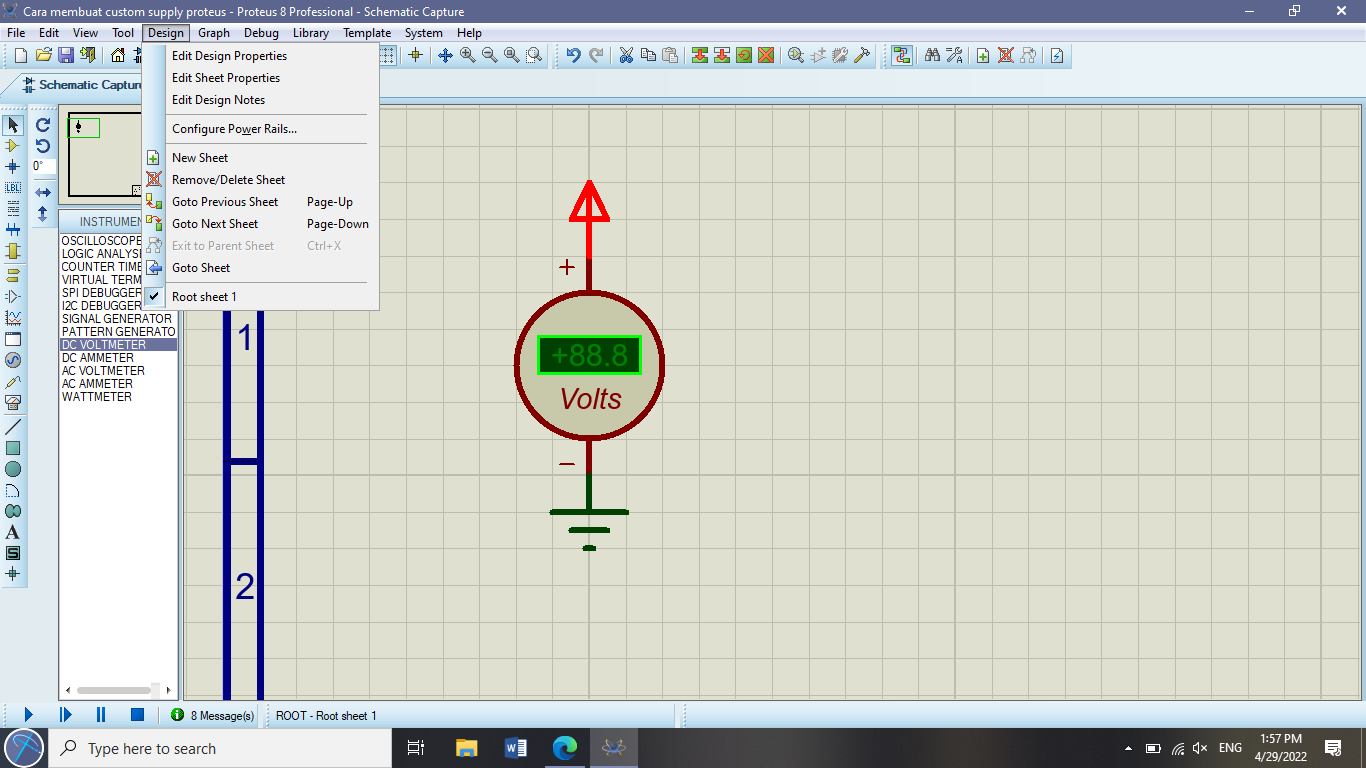 Cara membuat custom supply proteus - Proteus 8 Professional - Schematic Capture
File Edit View Tool Design Graph Debug Library Template System Help
Schematic Capture
Edit Design Properties
Edit Sheet Properties
Edit Design Notes
Configure Power Rails...
New Sheet
Remove/Delete Sheet
Goto Previous Sheet Page-Up
Goto Next Sheet Page-Down
Exit to Parent Sheet Ctrl+X
Goto Sheet
Root sheet 1
0°
LBL
A
S
INSTRUMEN
OSCILLOSCOPE
LOGIC ANALYS
COUNTER TIME
VIRTUAL TERM
SPI DEBUGGER
I2C DEBUGGER
SIGNAL GENERATOR
PATTERN GENERATO
DC VOLTMETER
DC AMMETER
AC VOLTMETER
AC AMMETER
WATTMETER
1
2
+
+88.8
Volts
−
8 Message(s)
ROOT - Root sheet 1
Type here to search
W
ENG
1:57 PM
4/29/2022